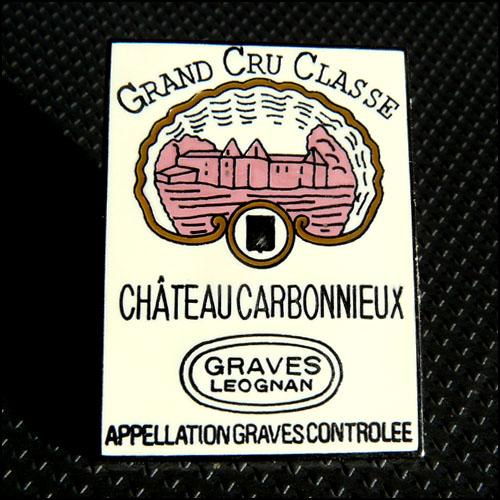 GRAND CRU CLASSE
CHÂTEAU CARBONNIEUX
GRAVES
LEOGNAN
APPELLATION GRAVES CONTROLEE